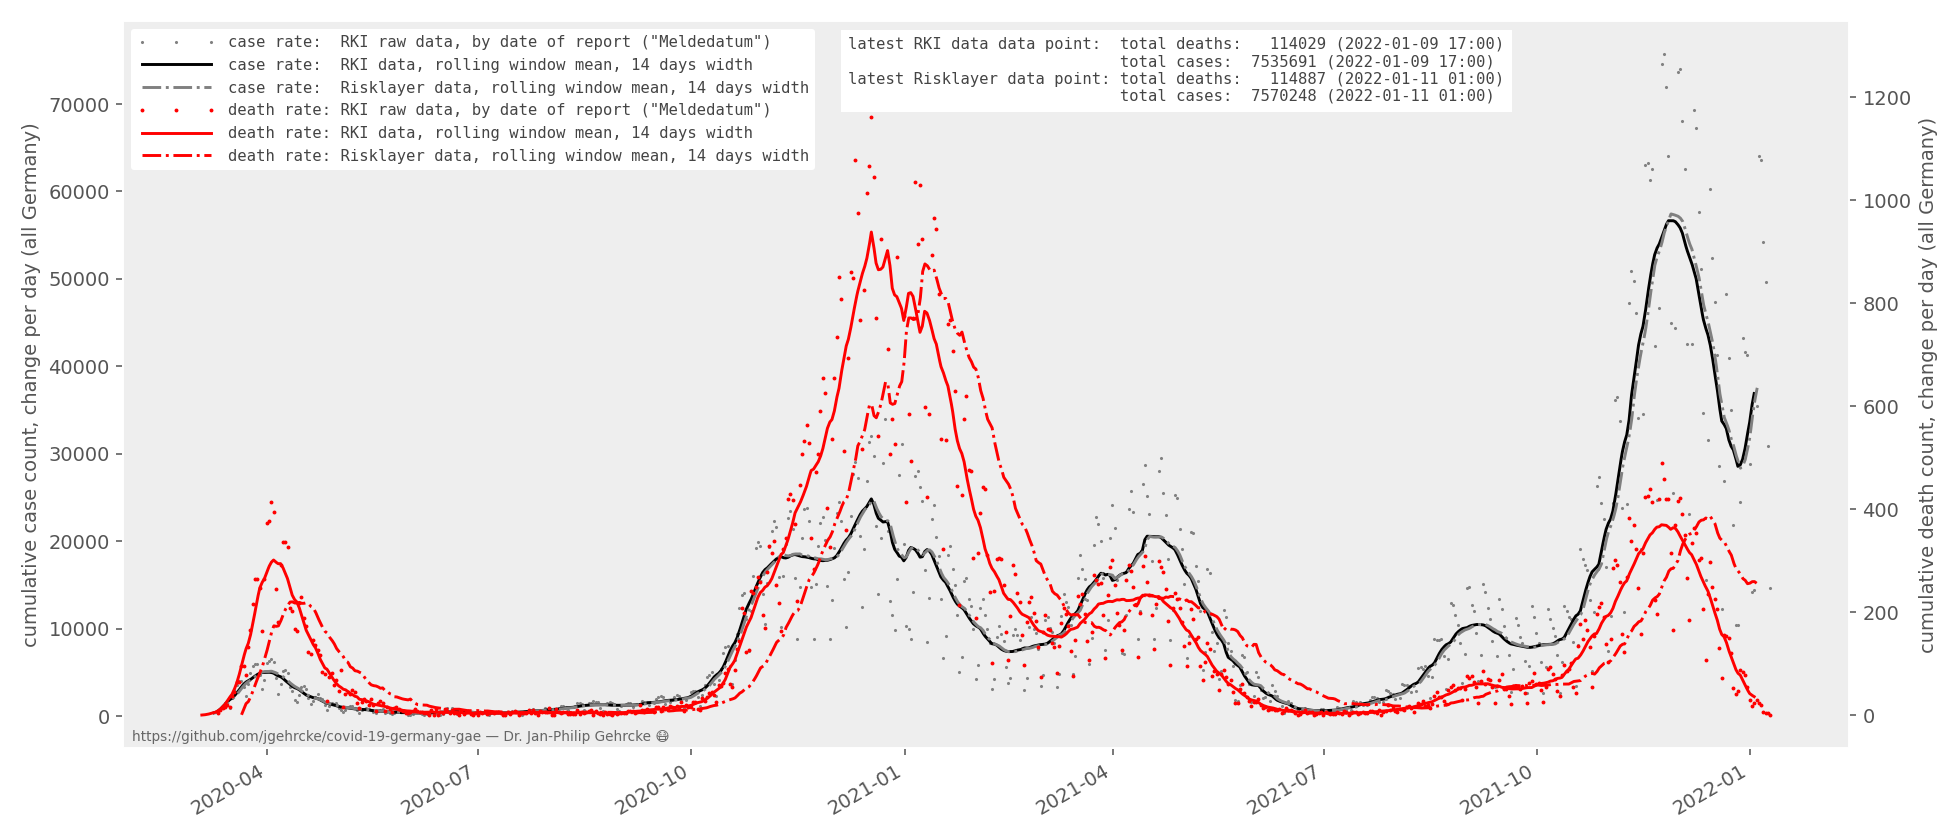 case rate:  RKI raw data, by date of report ("Meldedatum")
case rate:  RKI data, rolling window mean, 14 days width
case rate:  Risklayer data, rolling window mean, 14 days width
death rate: RKI raw data, by date of report ("Meldedatum")
death rate: RKI data, rolling window mean, 14 days width
death rate: Risklayer data, rolling window mean, 14 days width
latest RKI data data point:  total deaths:   114029 (2022-01-09 17:00)
total cases:  7535691 (2022-01-09 17:00)
latest Risklayer data point: total deaths:   114887 (2022-01-11 01:00)
total cases:  7570248 (2022-01-11 01:00)
cumulative case count, change per day (all Germany)
70000
60000
50000
40000
30000
20000
10000
0
1200
1000
800
600
400
200
0
cumulative death count, change per day (all Germany)
https://github.com/jgehrcke/covid-19-germany-gae — Dr. Jan-Philip Gehrcke 😷
2020-04
2020-07
2020-10
2021-01
2021-04
2021-07
2021-10
2022-01